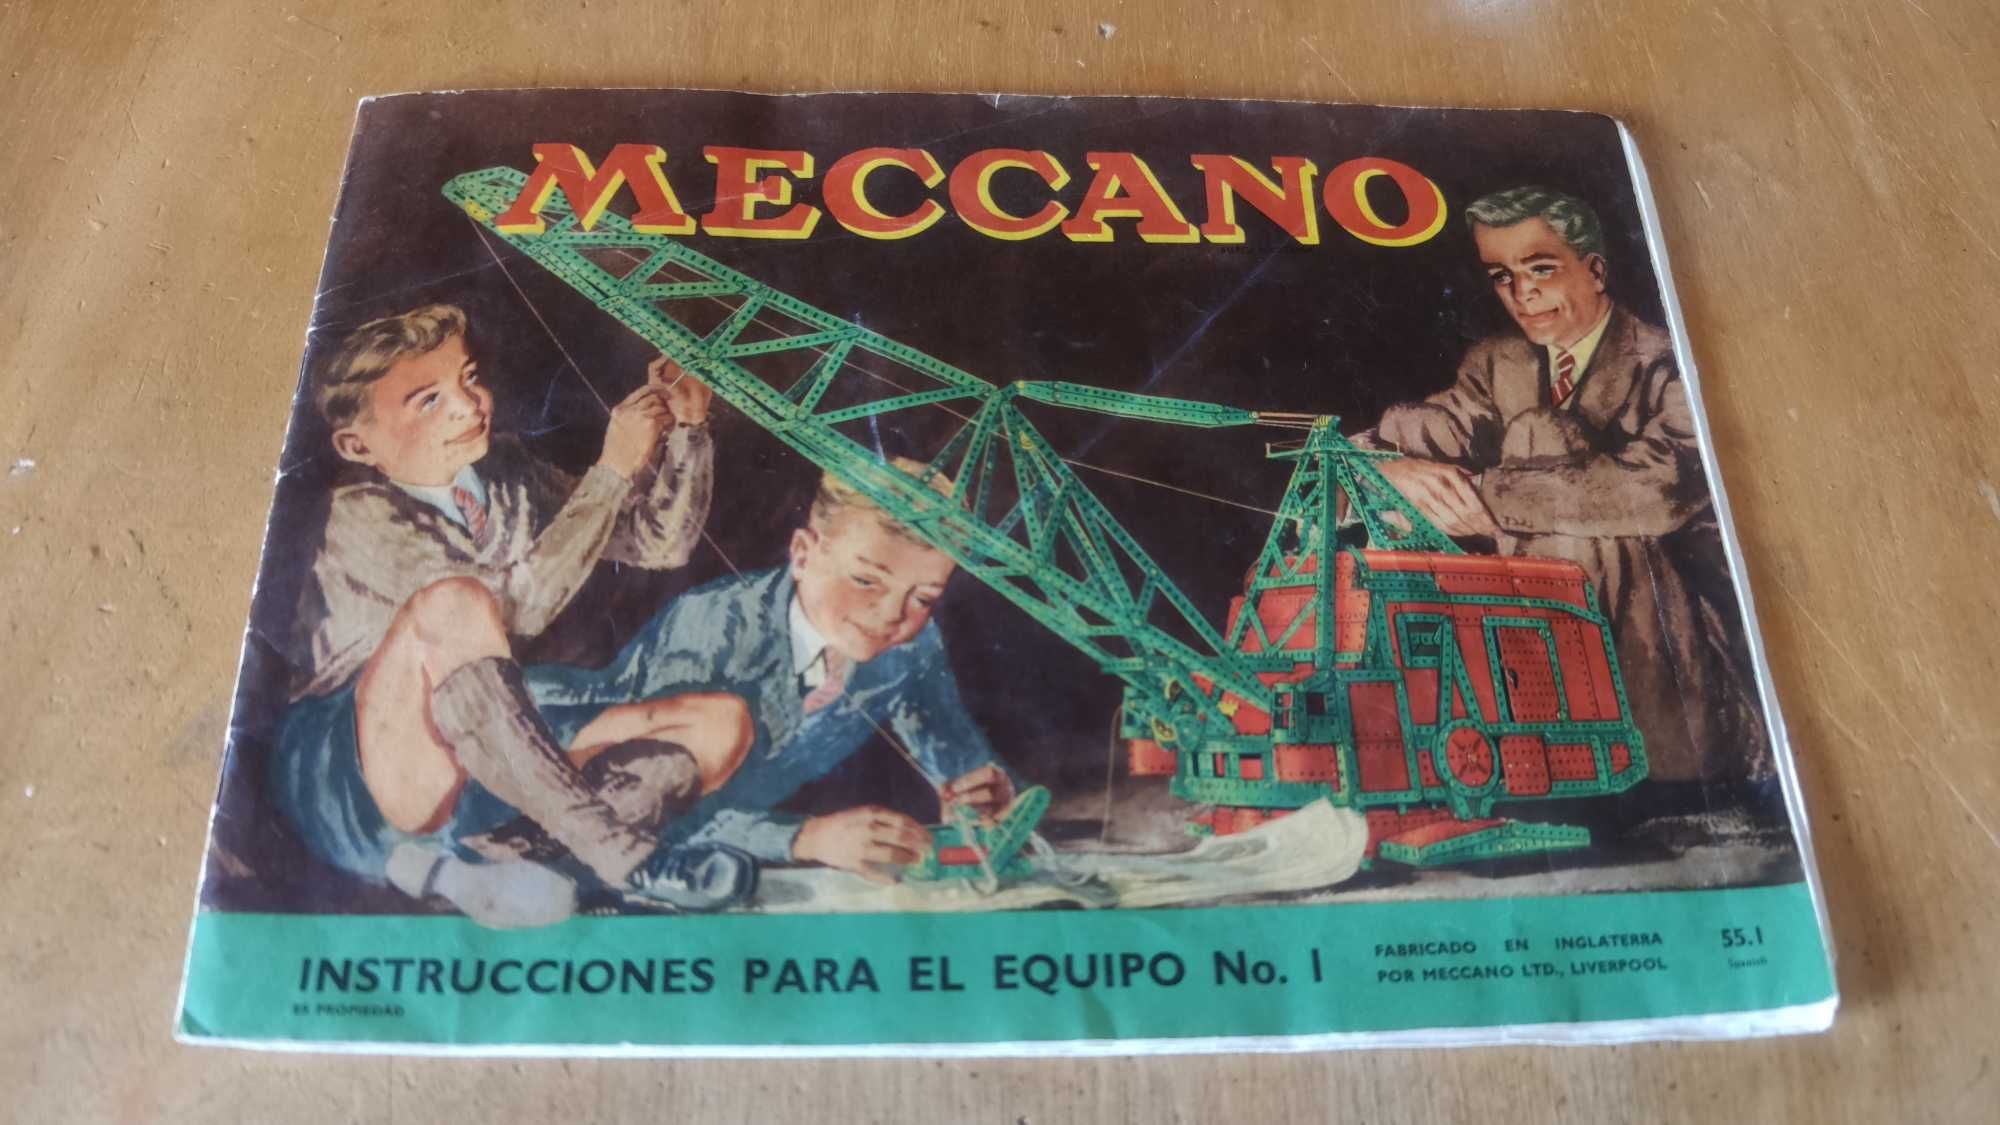 MECCANO
INSTRUCCIONES PARA EL EQUIPO No. 1
ES PROPIEDAD
FABRICADO EN INGLATERRA
POR MECCANO LTD., LIVERPOOL
55.1
Spanish